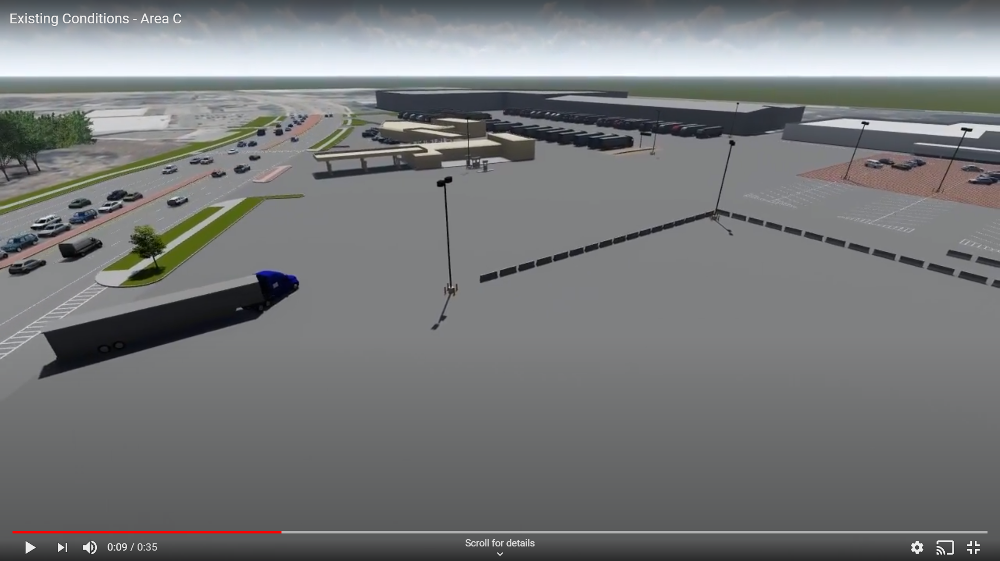 Existing Conditions - Area C
Scroll for details
0:09 / 0:35